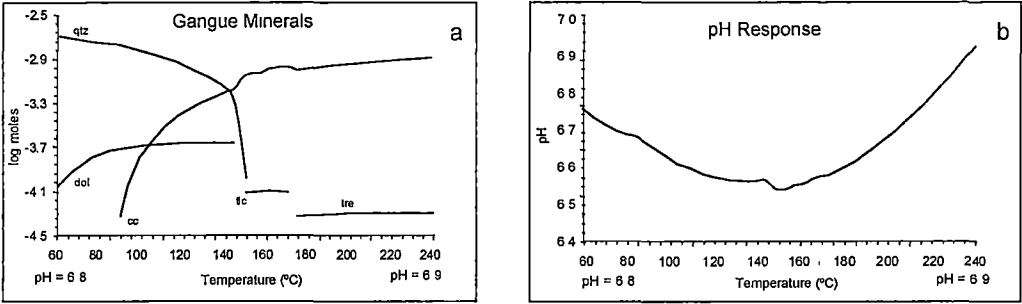 Gangue Minerals
a
-2.5
-2.9
-3.3
-3.7
-4.1
-4.5
log moles
qtz
dol
cc
tlc
tre
60 80 100 120 140 160 180 200 220 240
pH = 6 8 Temperature (ºC) pH = 6 9
pH Response
b
7 0
6 9
6 8
6 7
6 6
6 5
6 4
pH
60 80 100 120 140 160 180 200 220 240
pH = 6 8 Temperature (ºC) pH = 6 9